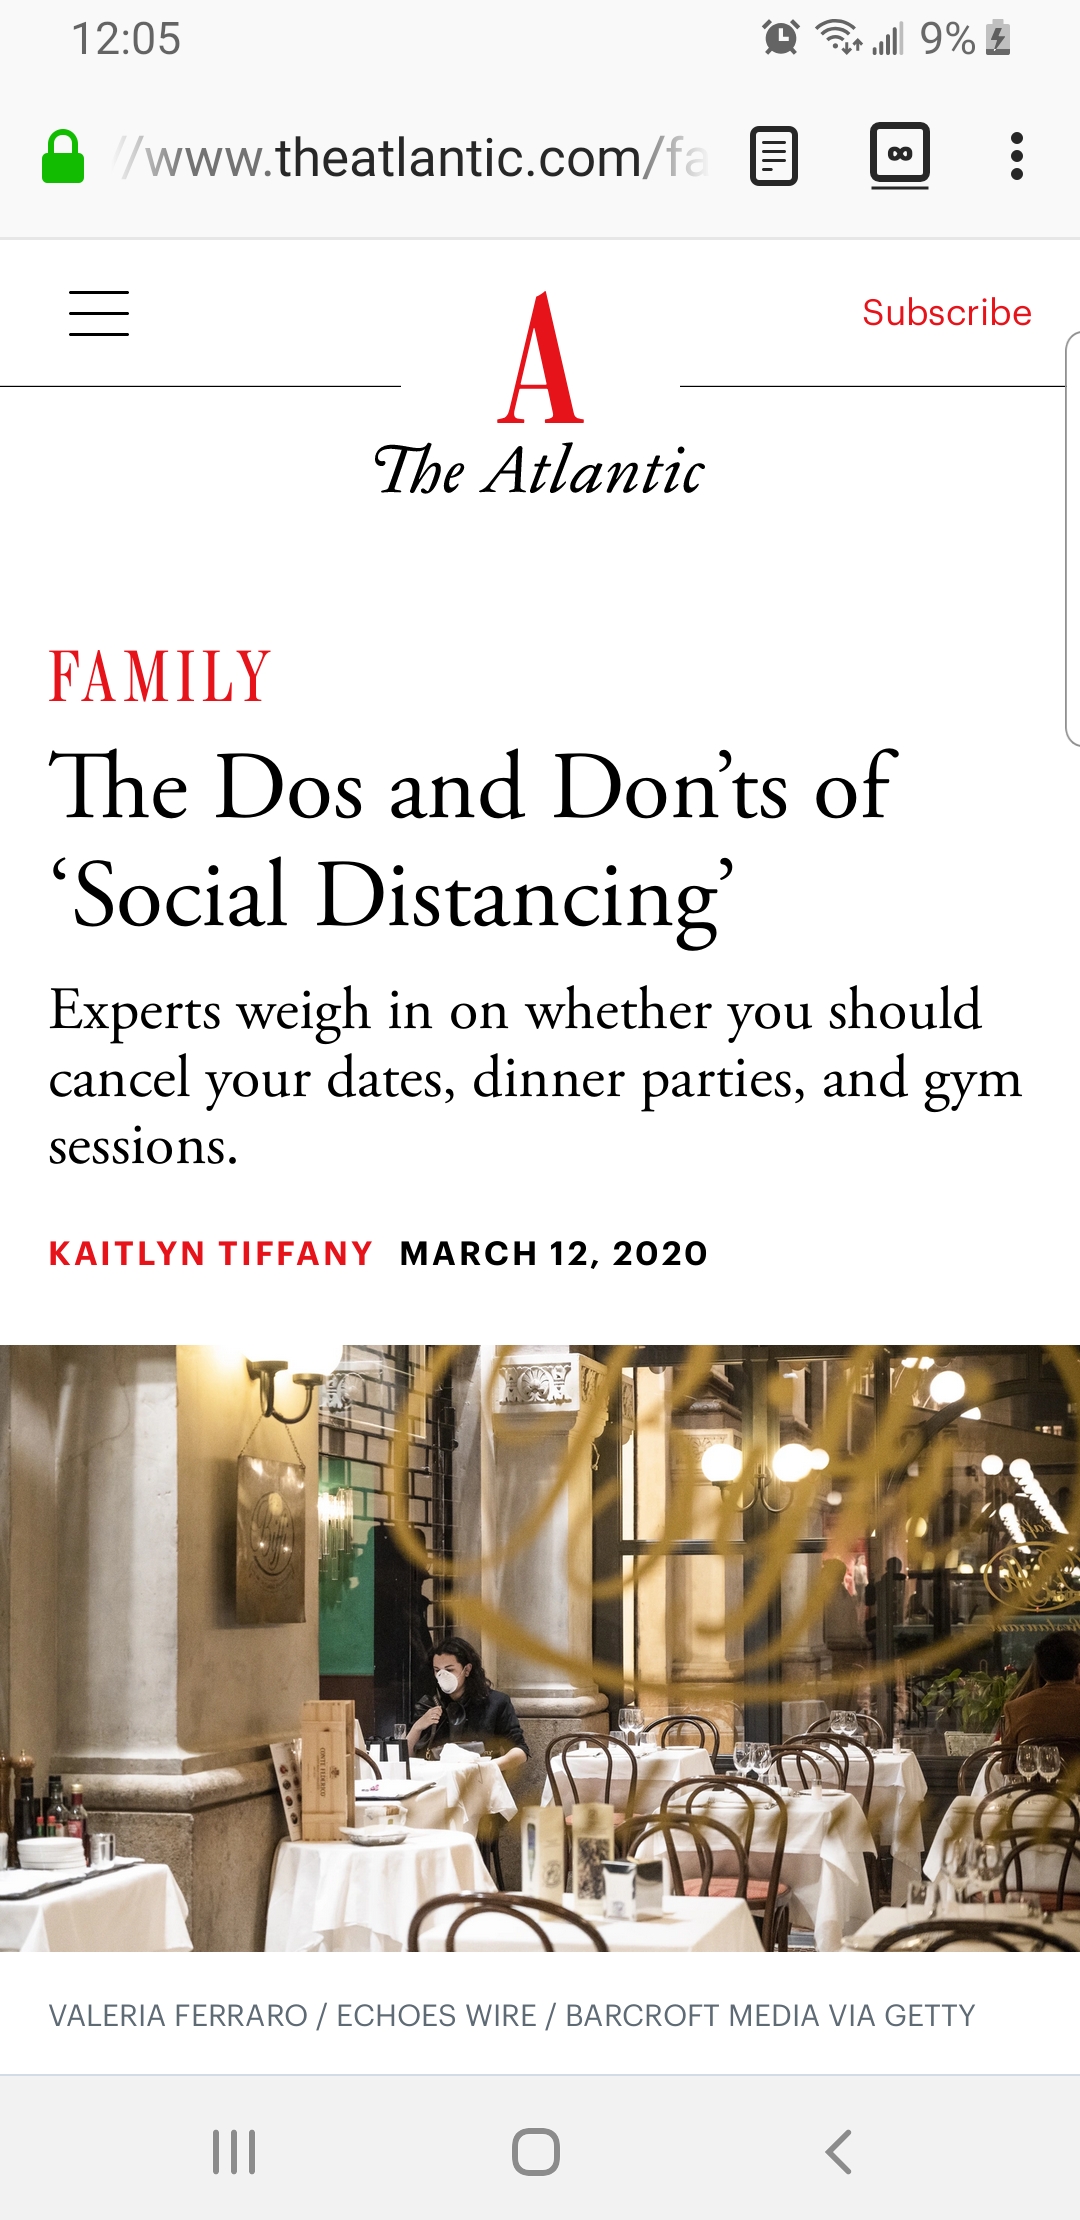 12:05 9%
//www.theatlantic.com/fa
∞
Subscribe
A
The Atlantic
FAMILY
The Dos and Don’ts of
‘Social Distancing’
Experts weigh in on whether you should
cancel your dates, dinner parties, and gym
sessions.
KAITLYN TIFFANY MARCH 12, 2020
VALERIA FERRARO / ECHOES WIRE / BARCROFT MEDIA VIA GETTY